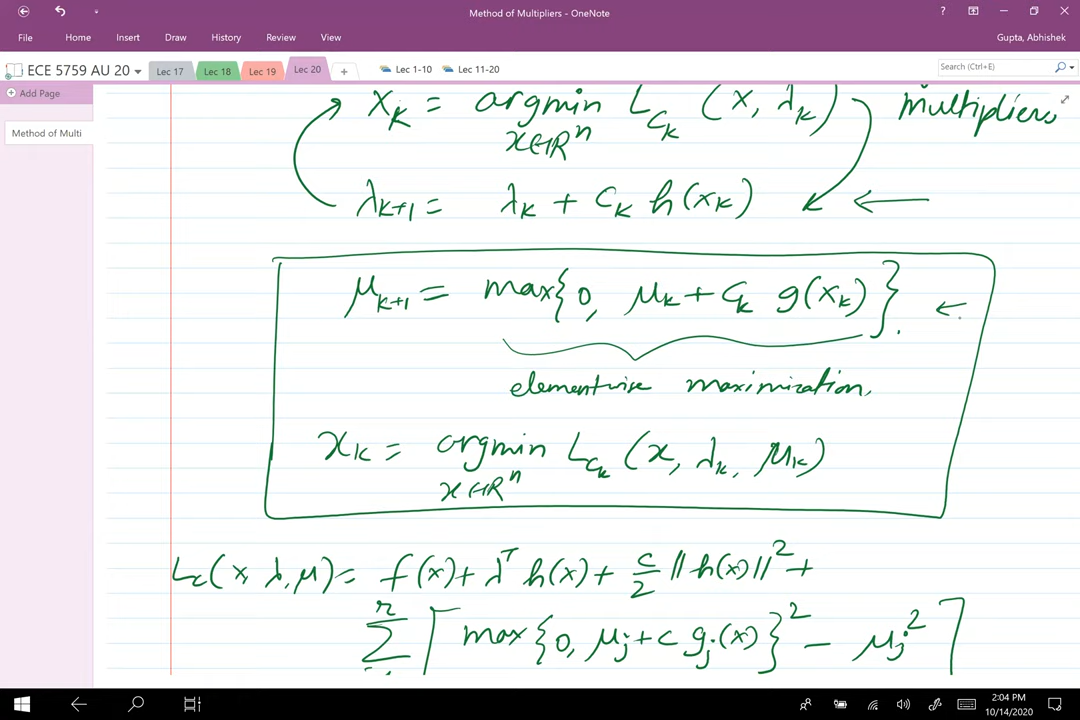 Method of Multipliers - OneNote
?
File Home Insert Draw History Review View
Gupta, Abhishek
ECE 5759 AU 20 Lec 17 Lec 18 Lec 19 Lec 20 + Lec 1-10 Lec 11-20
Search (Ctrl+E)
Add Page
Method of Multi
x_k = argmin L_{c_k} (x, λ_k) multipliers,
x∈ℝ^n
λ_{k+1} = λ_k + c_k h(x_k) ←
μ_{k+1} = max{0, μ_k + c_k g(x_k)}. ←
elementwise maximization.
x_k = argmin L_{c_k} (x, λ_k, μ_k)
x∈ℝ^n
L_c(x, λ, μ) = f(x) + λ^T h(x) + c/2 ||h(x)||^2 +
∑^r [ max{0, μ_j + c g_j(x)}^2 − μ_j^2 ]
2:04 PM
10/14/2020